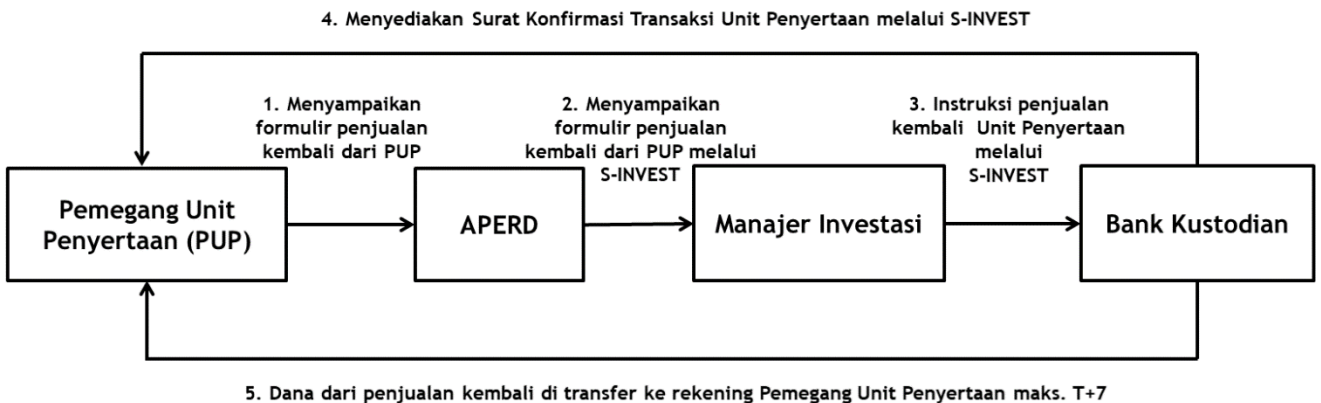 4. Menyediakan Surat Konfirmasi Transaksi Unit Penyertaan melalui S-INVEST
1. Menyampaikan
formulir penjualan
kembali dari PUP
2. Menyampaikan
formulir penjualan
kembali dari PUP melalui
S-INVEST
3. Instruksi penjualan
kembali Unit Penyertaan
melalui
S-INVEST
Pemegang Unit
Penyertaan (PUP)
APERD
Manajer Investasi
Bank Kustodian
5. Dana dari penjualan kembali di transfer ke rekening Pemegang Unit Penyertaan maks. T+7